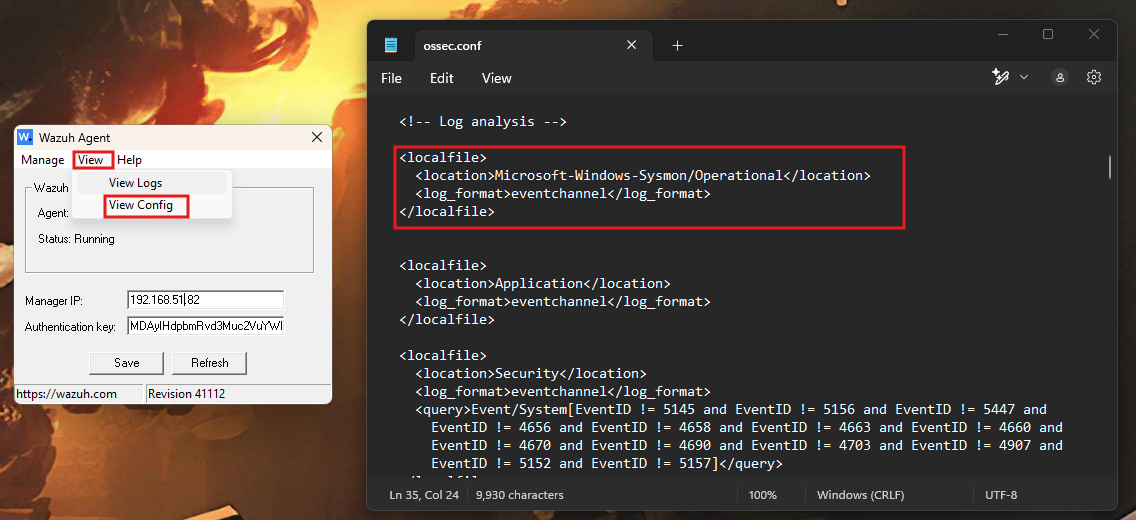 Wazuh Agent
Manage View Help
View Logs
View Config
Wazuh
Agent:
Status: Running
Manager IP: 192.168.51.82
Authentication key:
Save Refresh
https://wazuh.com Revision 41112
ossec.conf
File Edit View
<!-- Log analysis -->
<localfile>
<location>Microsoft-Windows-Sysmon/Operational</location>
<log_format>eventchannel</log_format>
</localfile>
<localfile>
<location>Application</location>
<log_format>eventchannel</log_format>
</localfile>
<localfile>
<location>Security</location>
<log_format>eventchannel</log_format>
<query>Event/System[EventID != 5145 and EventID != 5156 and EventID != 5447 and
EventID != 4656 and EventID != 4658 and EventID != 4663 and EventID != 4660 and
EventID != 4670 and EventID != 4690 and EventID != 4703 and EventID != 4907 and
EventID != 5152 and EventID != 5157]</query>
Ln 35, Col 24 9,930 characters 100% Windows (CRLF) UTF-8